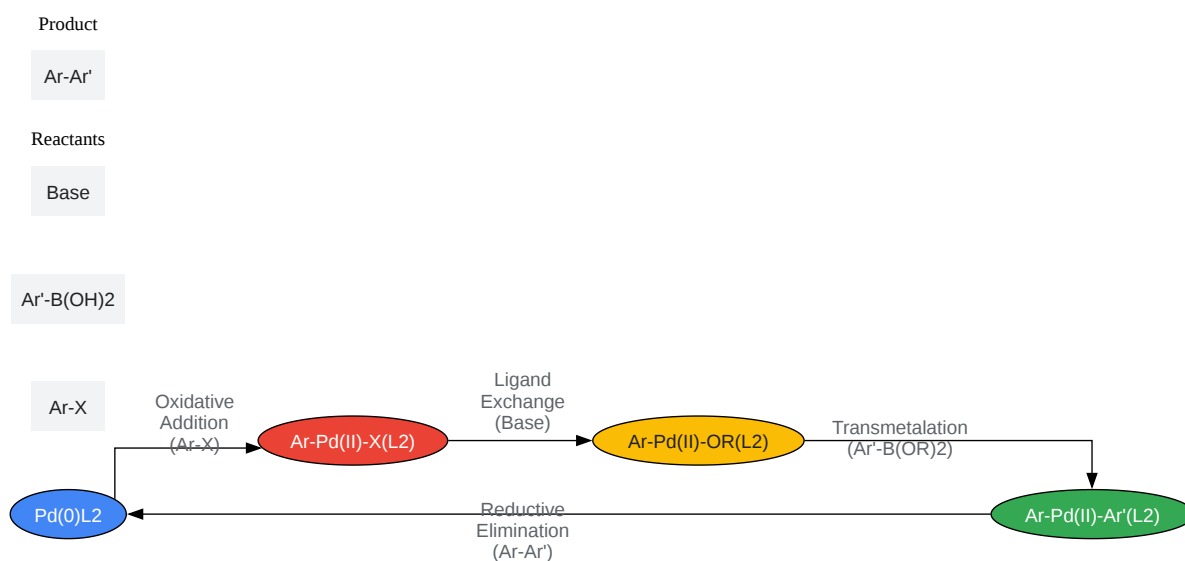 Product
Ar-Ar'
Reactants
Base
Ar'-B(OH)2
Ar-X
Oxidative
Addition
(Ar-X)
Ar-Pd(II)-X(L2)
Ligand
Exchange
(Base)
Ar-Pd(II)-OR(L2)
Transmetalation
(Ar'-B(OR)2)
Pd(0)L2
Reductive
Elimination
(Ar-Ar')
Ar-Pd(II)-Ar'(L2)